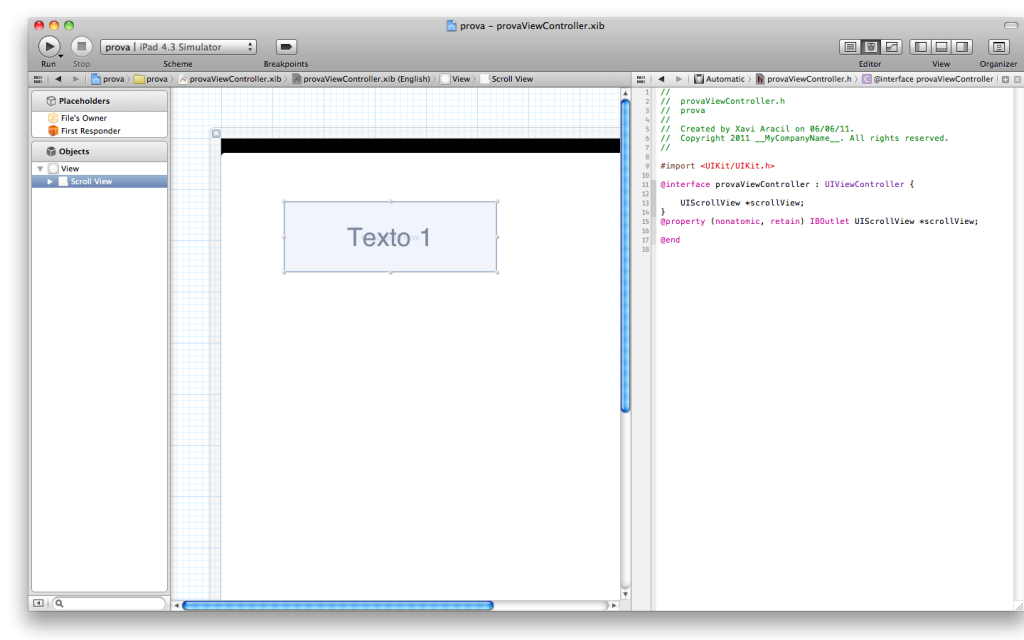 prova – provaViewController.xib
prova | iPad 4.3 Simulator
Run Stop Scheme Breakpoints Editor View Organizer
prova prova provaViewController.xib provaViewController.xib (English) View Scroll View
Automatic provaViewController.h @interface provaViewController
Placeholders
File's Owner
First Responder
Objects
View
Scroll View
Texto 1
1 //
2 //  provaViewController.h
3 //  prova
4 //
5 //  Created by Xavi Aracil on 06/06/11.
6 //  Copyright 2011 __MyCompanyName__. All rights reserved.
7 //
8
9 #import <UIKit/UIKit.h>
10
11 @interface provaViewController : UIViewController {
12
13     UIScrollView *scrollView;
14 }
15 @property (nonatomic, retain) IBOutlet UIScrollView *scrollView;
16
17 @end
18